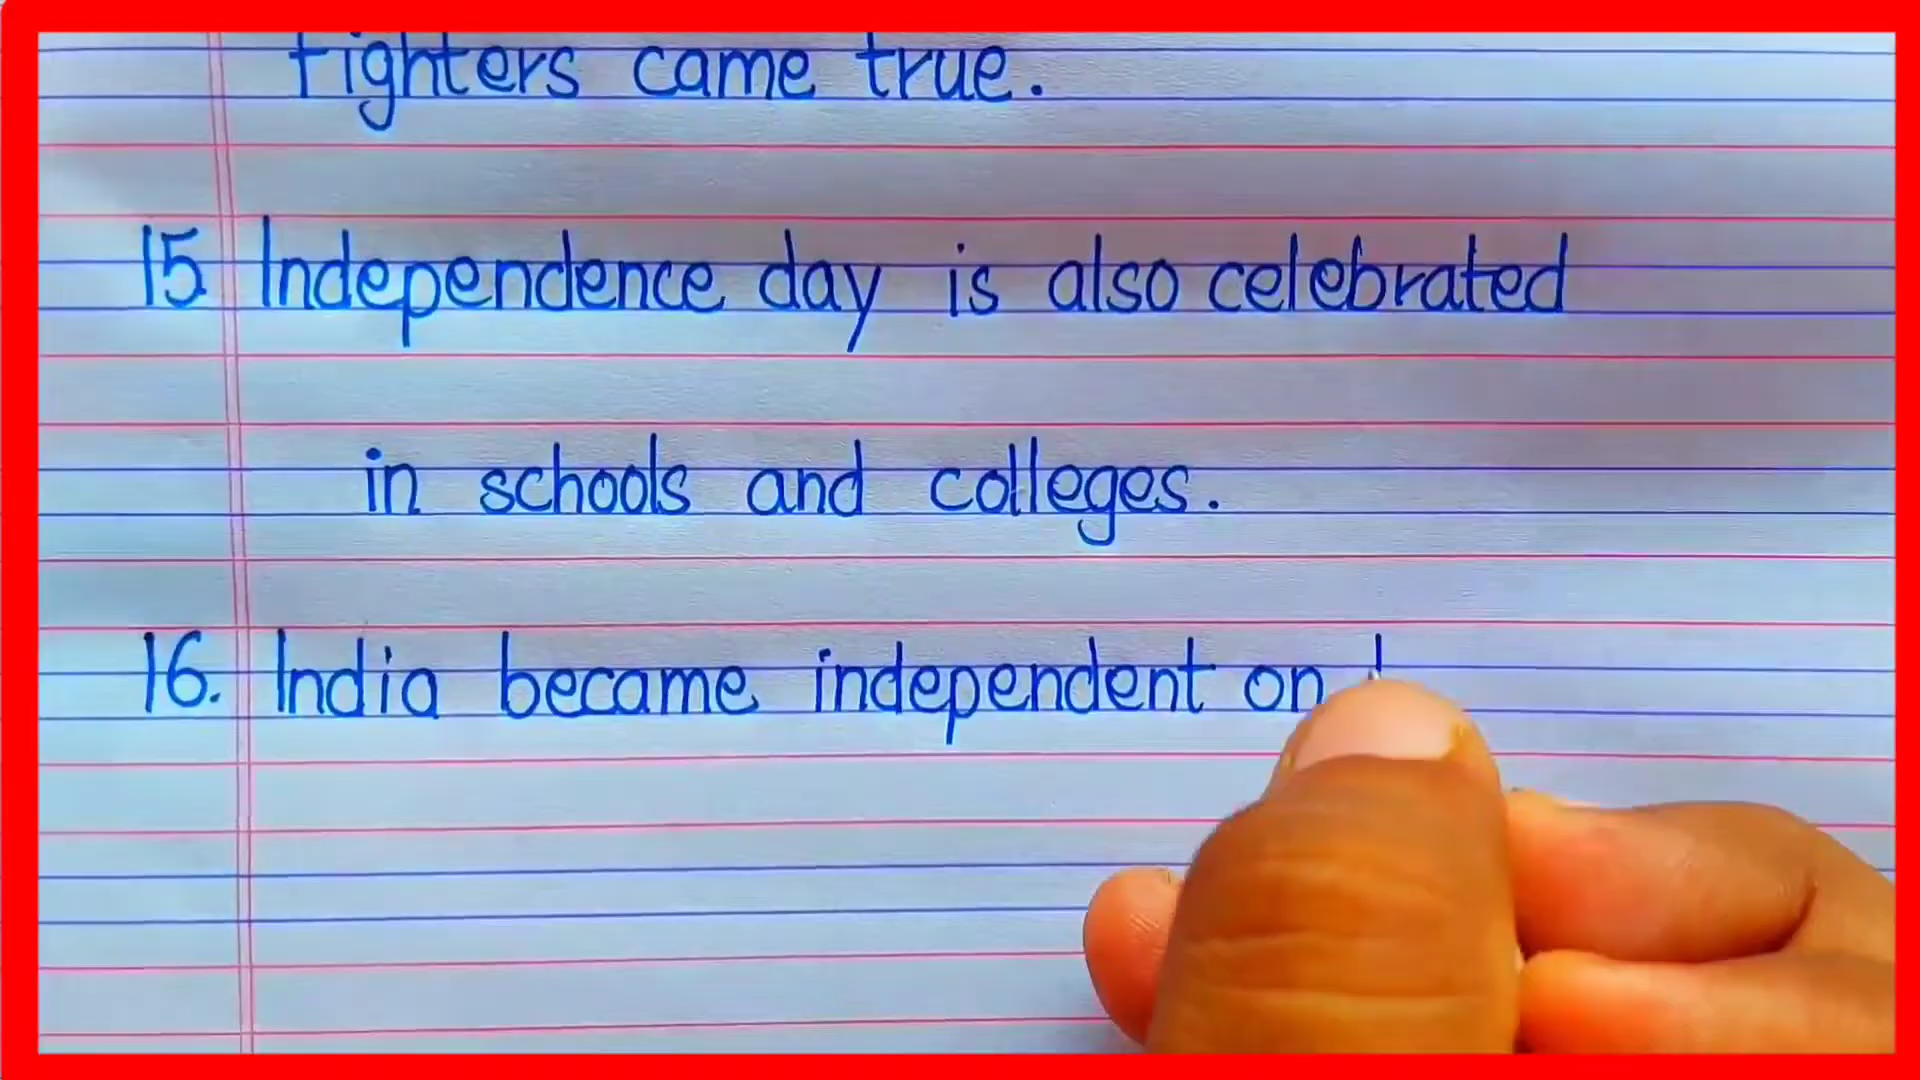 fighters came true.
15. Independence day is also celebrated
in schools and colleges.
16. India became independent on